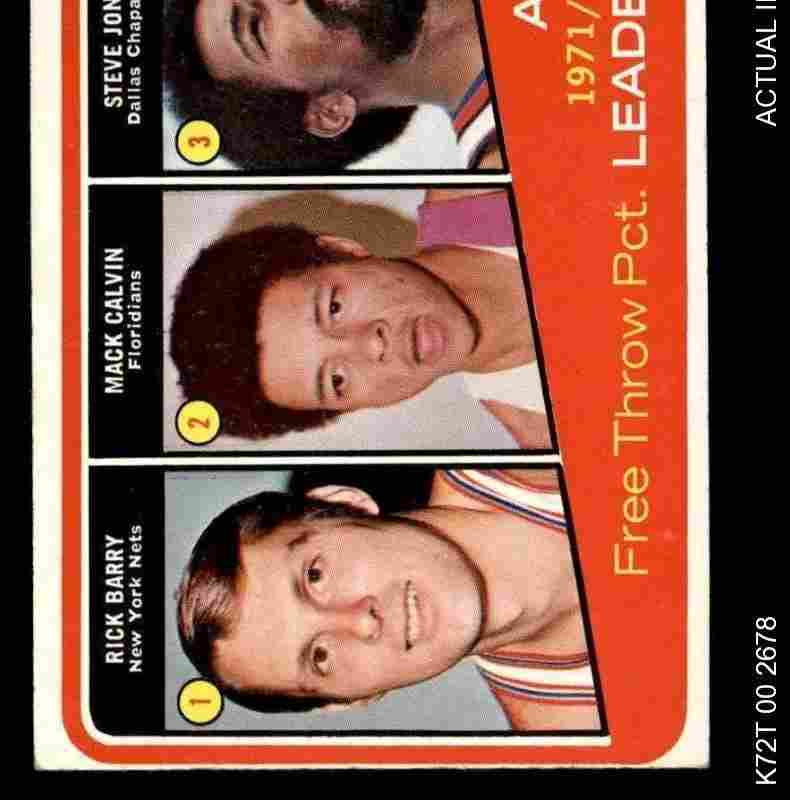 1
RICK BARRY
New York Nets
2
MACK CALVIN
Floridians
3
STEVE JON
Dallas Chapa
A
1971/
Free Throw Pct. LEADE
K72T 00 2678
ACTUAL I